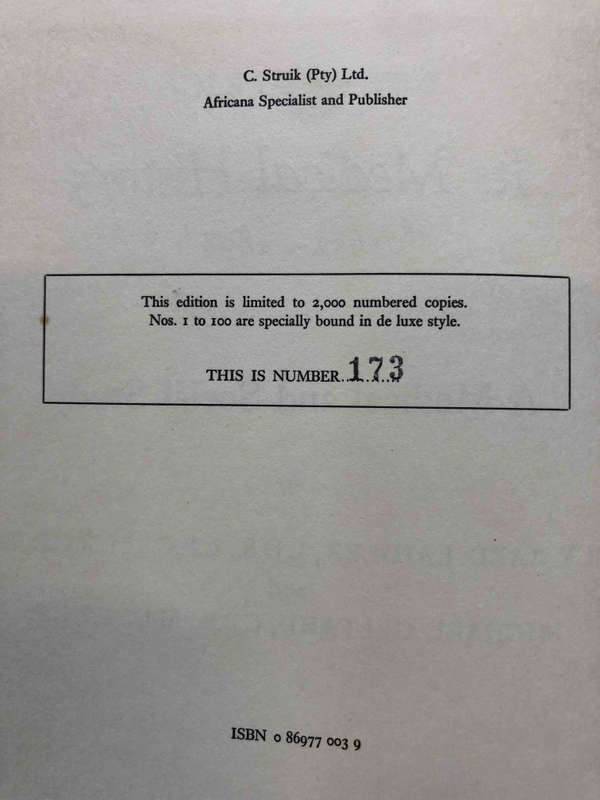 C. Struik (Pty) Ltd.
Africana Specialist and Publisher
This edition is limited to 2,000 numbered copies.
Nos. 1 to 100 are specially bound in de luxe style.
THIS IS NUMBER..173..
ISBN 0 86977 003 9